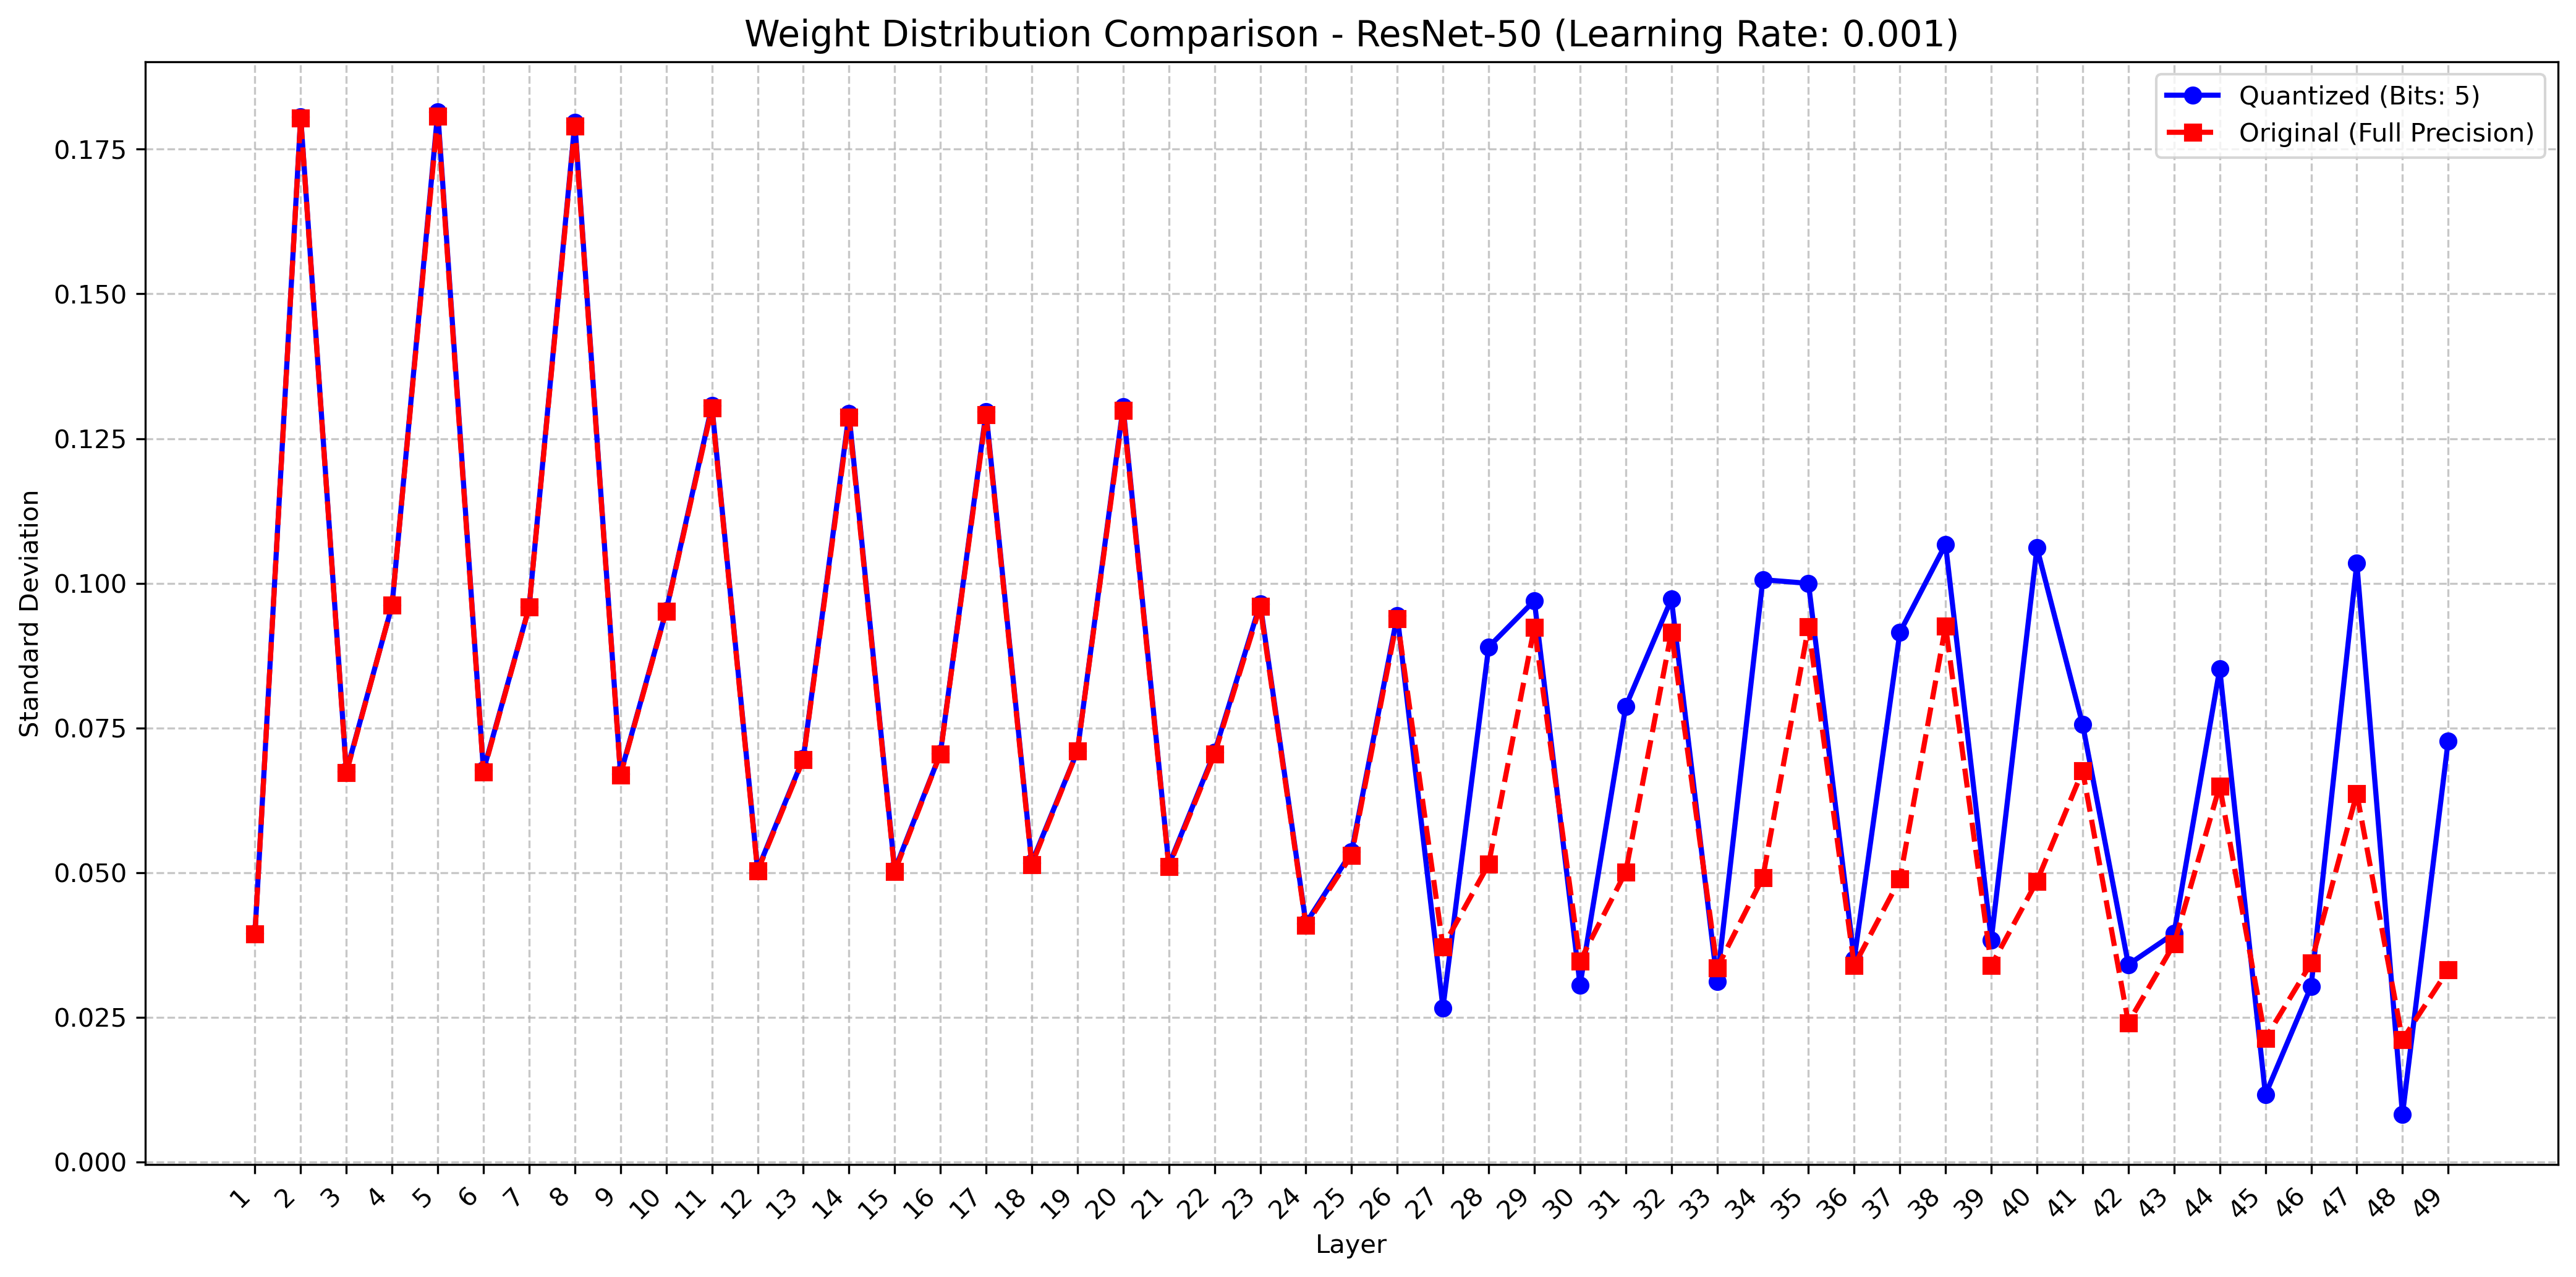 Weight Distribution Comparison - ResNet-50 (Learning Rate: 0.001)
Quantized (Bits: 5)
Original (Full Precision)
Standard Deviation
0.175
0.150
0.125
0.100
0.075
0.050
0.025
0.000
1 2 3 4 5 6 7 8 9 10 11 12 13 14 15 16 17 18 19 20 21 22 23 24 25 26 27 28 29 30 31 32 33 34 35 36 37 38 39 40 41 42 43 44 45 46 47 48 49
Layer